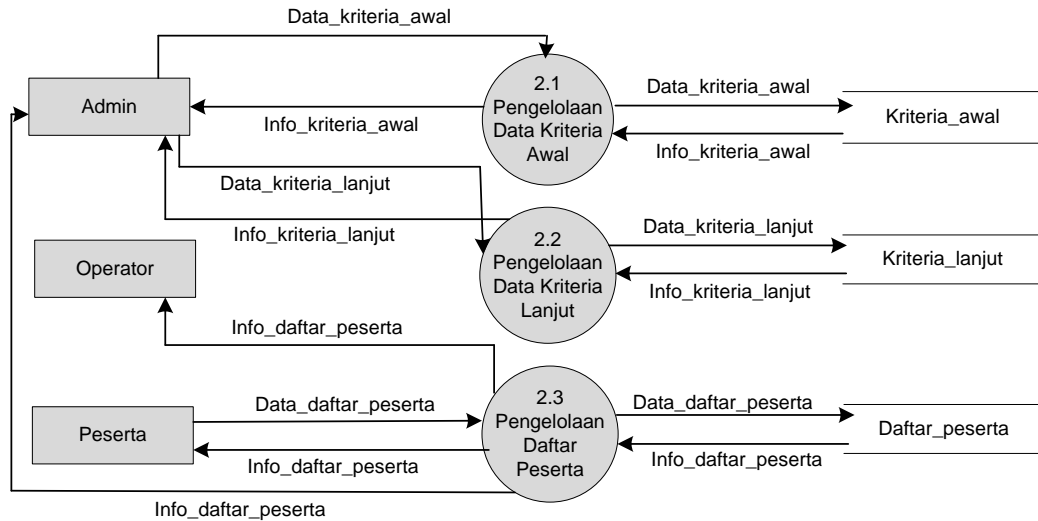 Data_kriteria_awal
Admin
2.1
Pengelolaan
Data Kriteria
Awal
Data_kriteria_awal
Kriteria_awal
Info_kriteria_awal
Info_kriteria_awal
Data_kriteria_lanjut
Info_kriteria_lanjut
2.2
Pengelolaan
Data Kriteria
Lanjut
Data_kriteria_lanjut
Kriteria_lanjut
Info_kriteria_lanjut
Operator
Info_daftar_peserta
Peserta
Data_daftar_peserta
Info_daftar_peserta
2.3
Pengelolaan
Daftar
Peserta
Data_daftar_peserta
Daftar_peserta
Info_daftar_peserta
Info_daftar_peserta